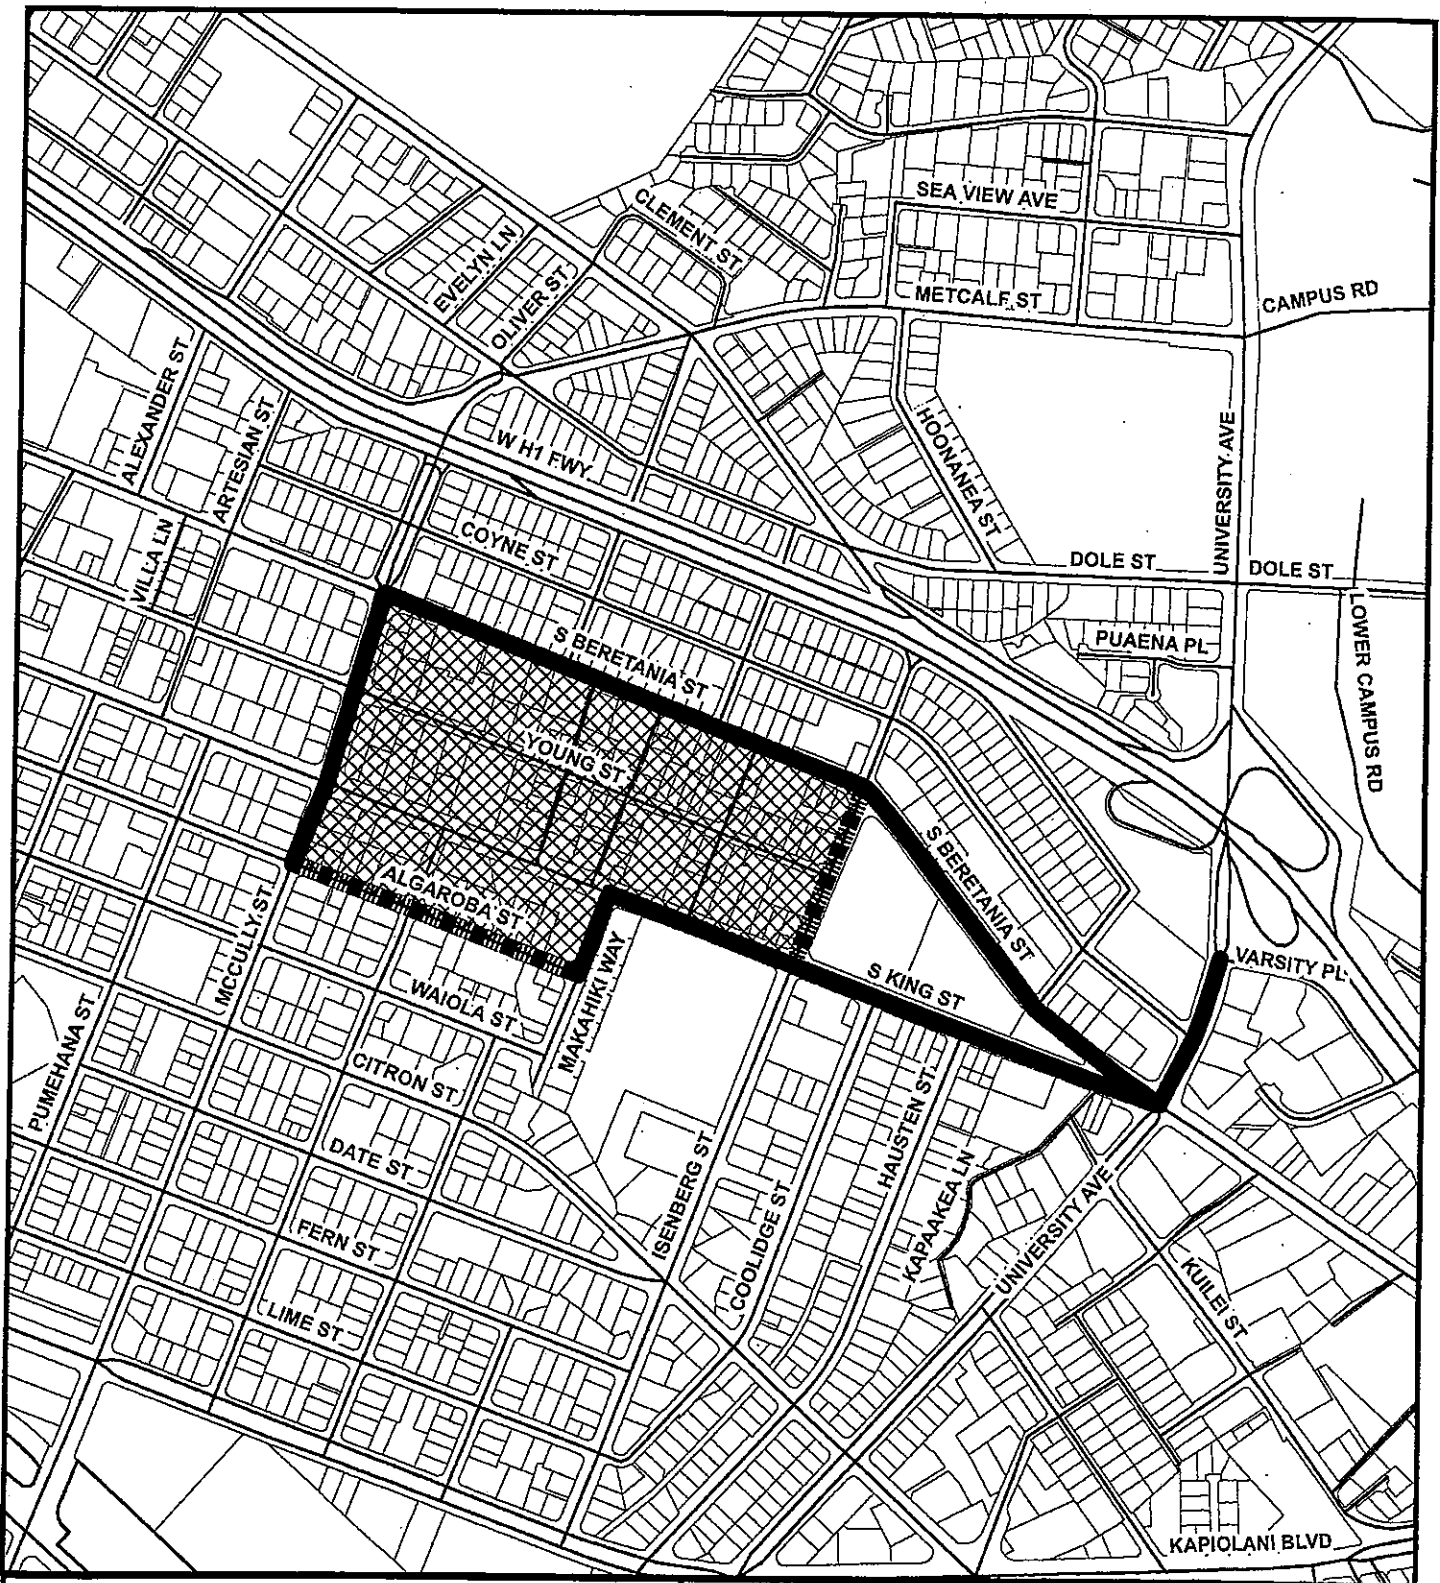 SEA VIEW AVE
CLEMENT ST
EVELYN LN
OLIVER ST
METCALF ST
CAMPUS RD
ALEXANDER ST
ARTESIAN ST
W H1 FWY
HOONANEA ST
UNIVERSITY AVE
VILLA LN
COYNE ST
DOLE ST
DOLE ST
LOWER CAMPUS RD
PUAENA PL
S BERETANIA ST
YOUNG ST
S BERETANIA ST
ALGAROBA ST
MCCULLY ST
MAKAHIKI WAY
VARSITY PL
S KING ST
WAIOLA ST
PUMEHANA ST
CITRON ST
HAUSTEN ST
DATE ST
ISENBERG ST
KAPAAKEA LN
UNIVERSITY AVE
COOLIDGE ST
FERN ST
KUILEI ST
LIME ST
KAPIOLANI BLVD